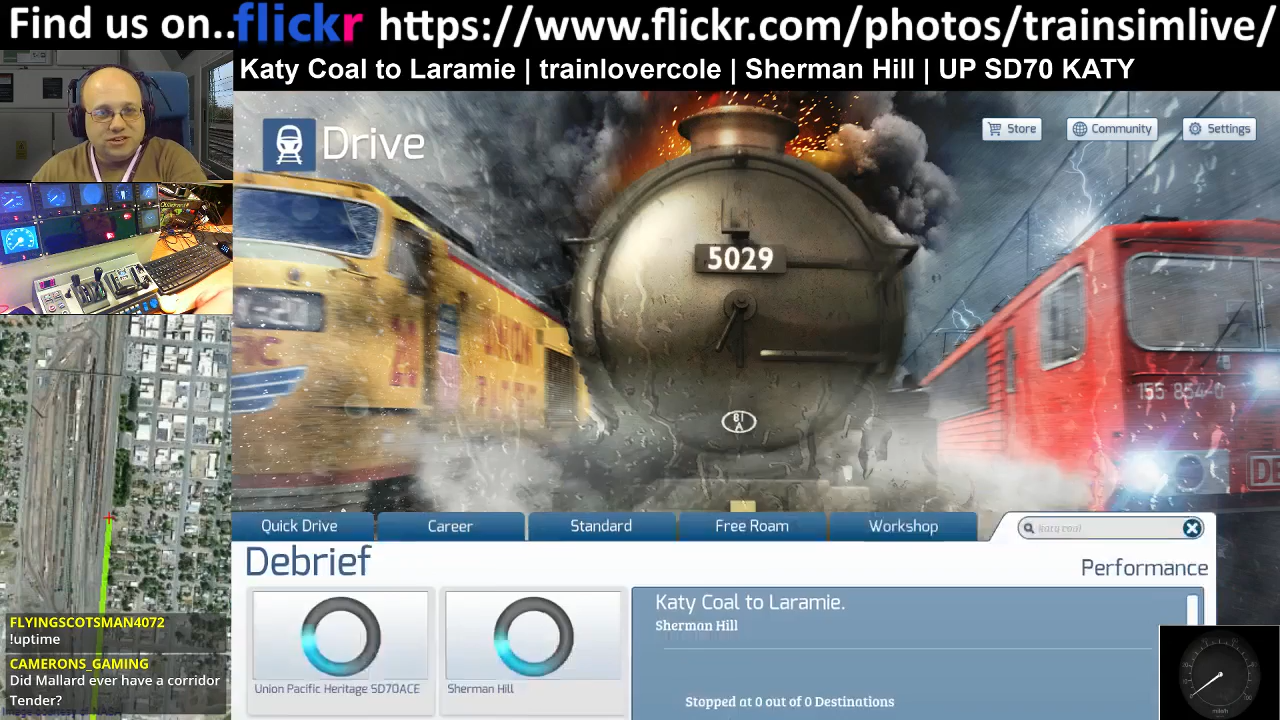 Find us on..flickr https://www.flickr.com/photos/trainsimlive/
Katy Coal to Laramie | trainlovercole | Sherman Hill | UP SD70 KATY
Drive
Store
Community
Settings
5029
155 854-0
Quick Drive
Career
Standard
Free Roam
Workshop
katy coal
Debrief
Performance
Union Pacific Heritage SD70ACE
Sherman Hill
Katy Coal to Laramie.
Sherman Hill
Stopped at 0 out of 0 Destinations
FLYINGSCOTSMAN4072
!uptime
CAMERONS_GAMING
Did Mallard ever have a corridor
Tender?